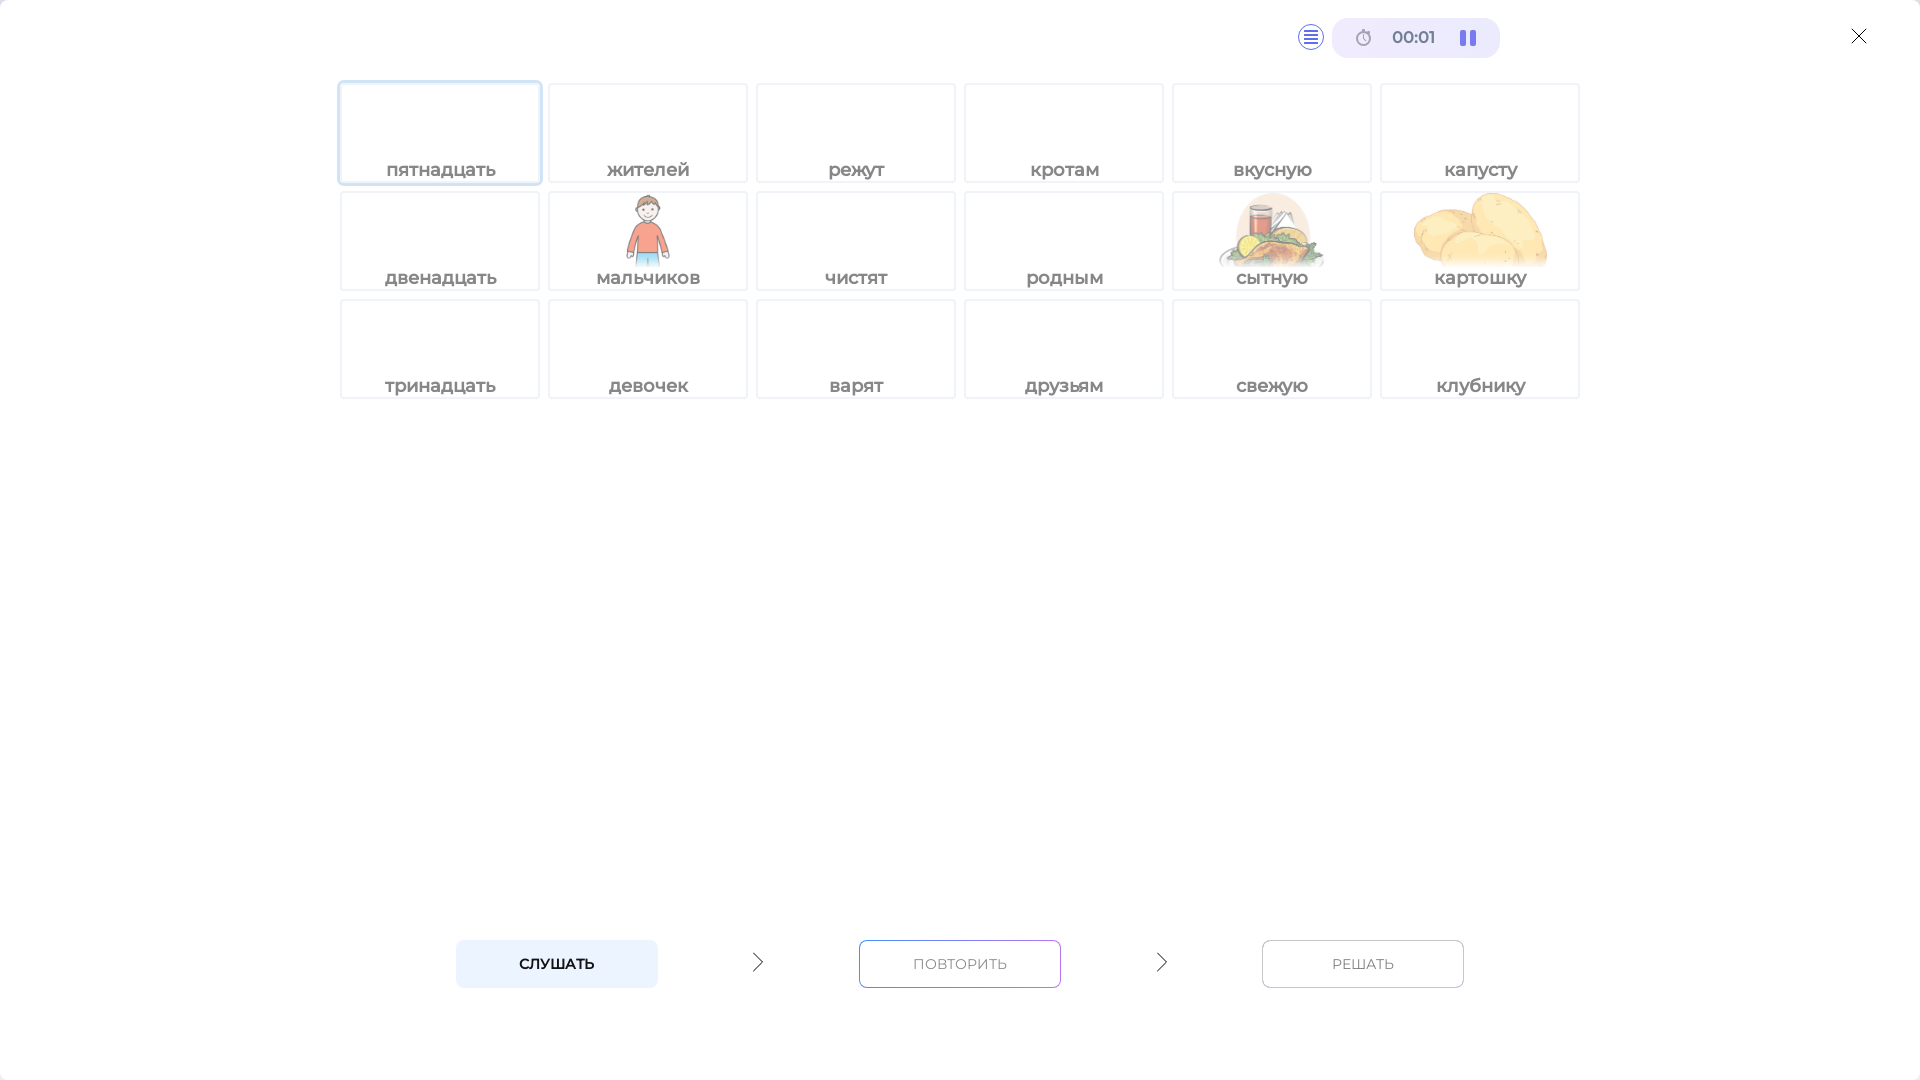 00:01
пятнадцать жителей режут кротам вкусную капусту
двенадцать мальчиков чистят родным сытную картошку
тринадцать девочек варят друзьям свежую клубнику
СЛУШАТЬ ПОВТОРИТЬ РЕШАТЬ